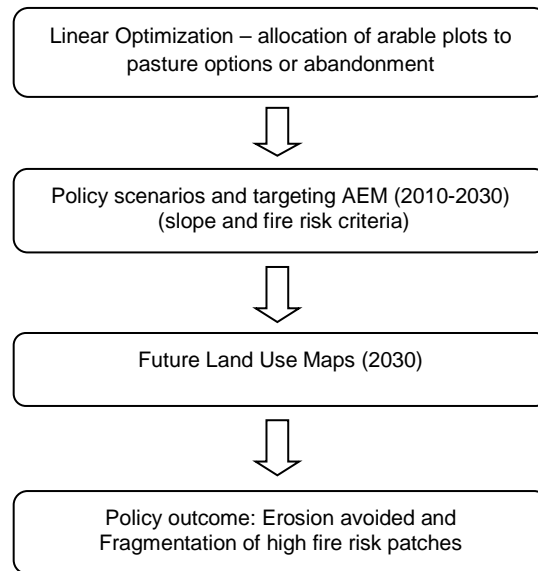 Linear Optimization – allocation of arable plots to
pasture options or abandonment
Policy scenarios and targeting AEM (2010-2030)
(slope and fire risk criteria)
Future Land Use Maps (2030)
Policy outcome: Erosion avoided and
Fragmentation of high fire risk patches